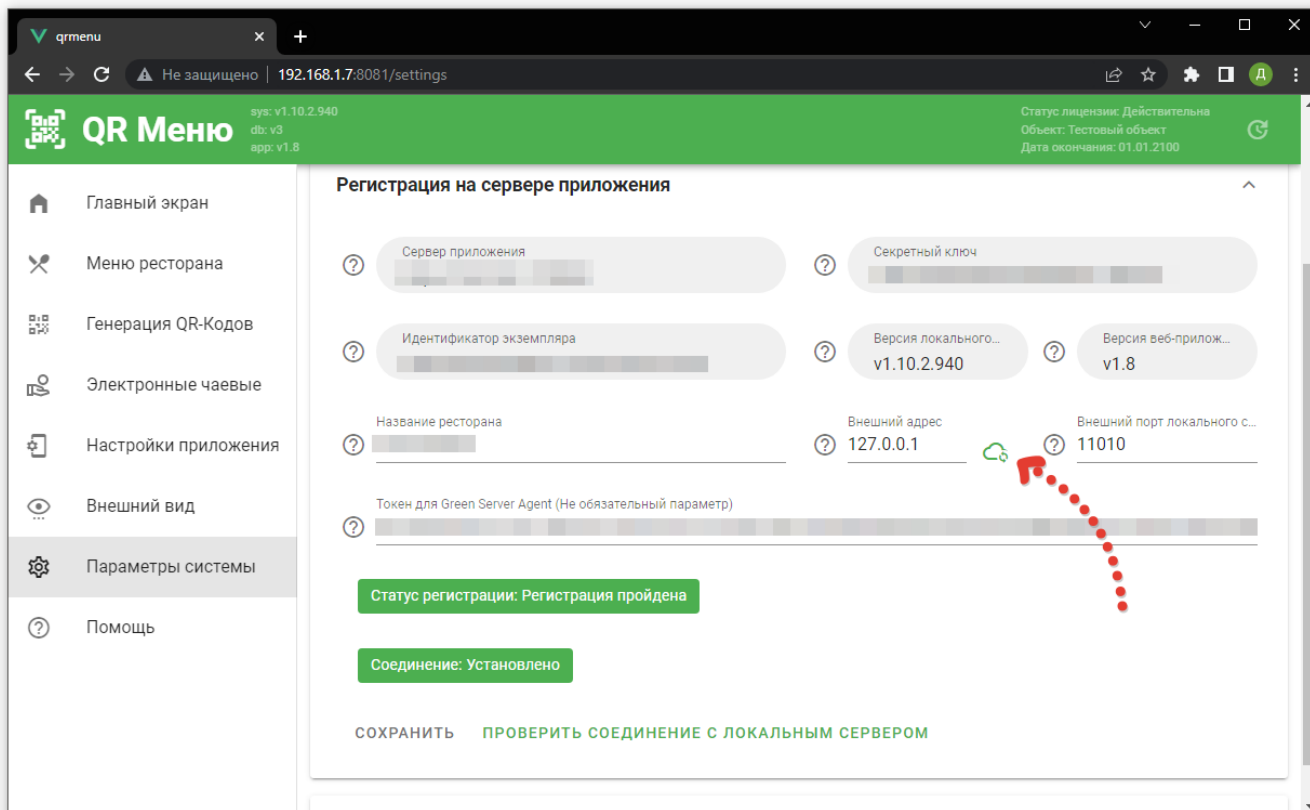 qrmenu
Не защищено | 192.168.1.7:8081/settings
Д
QR Меню
sys: v1.10.2.940
db: v3
app: v1.8
Статус лицензии: Действительна
Объект: Тестовый объект
Дата окончания: 01.01.2100
Главный экран
Меню ресторана
Генерация QR-Кодов
Электронные чаевые
Настройки приложения
Внешний вид
Параметры системы
Помощь
Регистрация на сервере приложения
Сервер приложения
Секретный ключ
Идентификатор экземпляра
Версия локального...
v1.10.2.940
Версия веб-прилож...
v1.8
Название ресторана
Внешний адрес
127.0.0.1
Внешний порт локального с...
11010
Токен для Green Server Agent (Не обязательный параметр)
Статус регистрации: Регистрация пройдена
Соединение: Установлено
СОХРАНИТЬ
ПРОВЕРИТЬ СОЕДИНЕНИЕ С ЛОКАЛЬНЫМ СЕРВЕРОМ